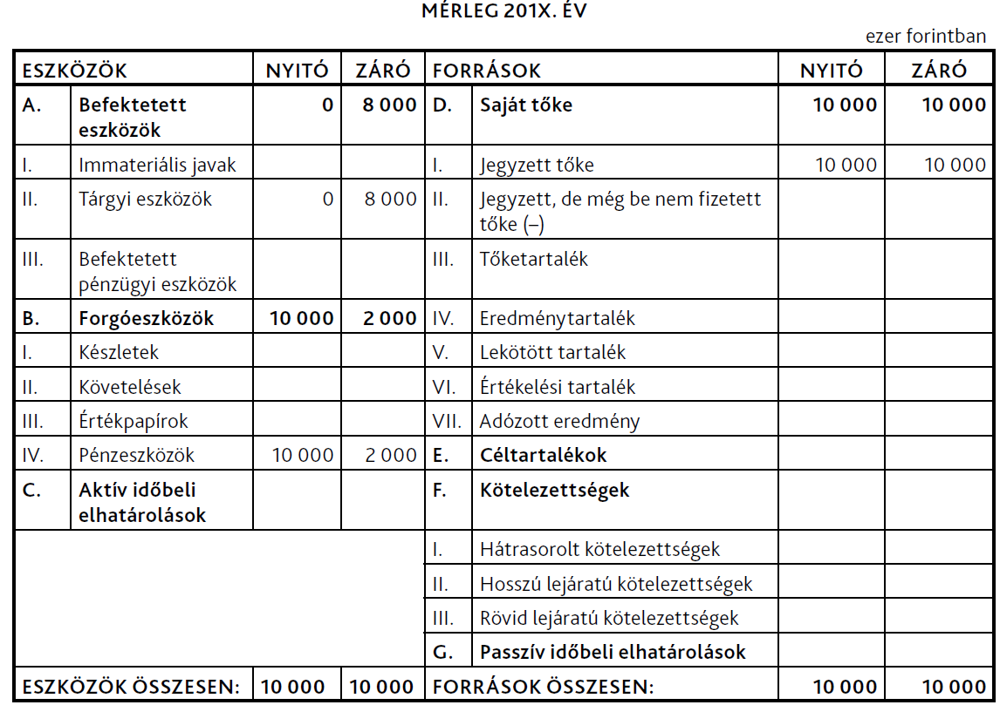 MÉRLEG 201X. ÉV
ezer forintban
ESZKÖZÖK NYITÓ ZÁRÓ FORRÁSOK NYITÓ ZÁRÓ
A. Befektetett 0 8 000 D. Saját tőke 10 000 10 000
eszközök
I. Immateriális javak I. Jegyzett tőke 10 000 10 000
II. Tárgyi eszközök 0 8 000 II. Jegyzett, de még be nem fizetett
tőke (–)
III. Befektetett III. Tőketartalék
pénzügyi eszközök
B. Forgóeszközök 10 000 2 000 IV. Eredménytartalék
I. Készletek V. Lekötött tartalék
II. Követelések VI. Értékelési tartalék
III. Értékpapírok VII. Adózott eredmény
IV. Pénzeszközök 10 000 2 000 E. Céltartalékok
C. Aktív időbeli F. Kötelezettségek
elhatárolások
I. Hátrasorolt kötelezettségek
II. Hosszú lejáratú kötelezettségek
III. Rövid lejáratú kötelezettségek
G. Passzív időbeli elhatárolások
ESZKÖZÖK ÖSSZESEN: 10 000 10 000 FORRÁSOK ÖSSZESEN: 10 000 10 000